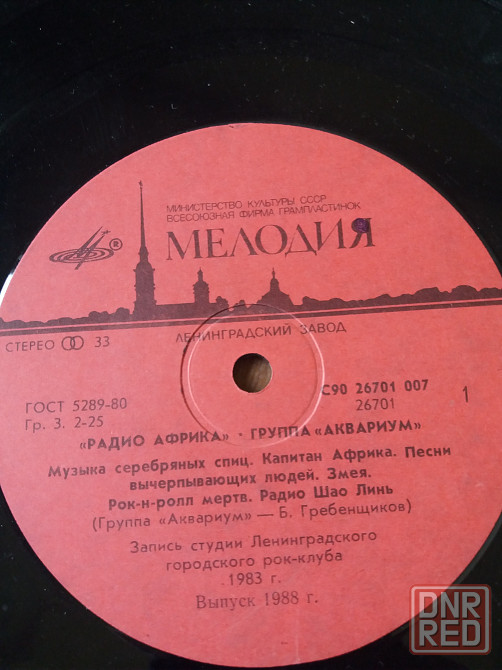 МИНИСТЕРСТВО КУЛЬТУРЫ СССР
ВСЕСОЮЗНАЯ ФИРМА ГРАМПЛАСТИНОК
МЕЛОДИЯ
®
ЛЕНИНГРАДСКИЙ ЗАВОД
СТЕРЕО 33
ГОСТ 5289-80
Гр. 3. 2-25
С90 26701 007
26701
1
«РАДИО АФРИКА» · ГРУППА «АКВАРИУМ»
Музыка серебряных спиц. Капитан Африка. Песни
вычерпывающих людей. Змея.
Рок-н-ролл мертв. Радио Шао Линь
(Группа «Аквариум» — Б. Гребенщиков)
Запись студии Ленинградского
городского рок-клуба
1983 г.
Выпуск 1988 г.
DNR
RED